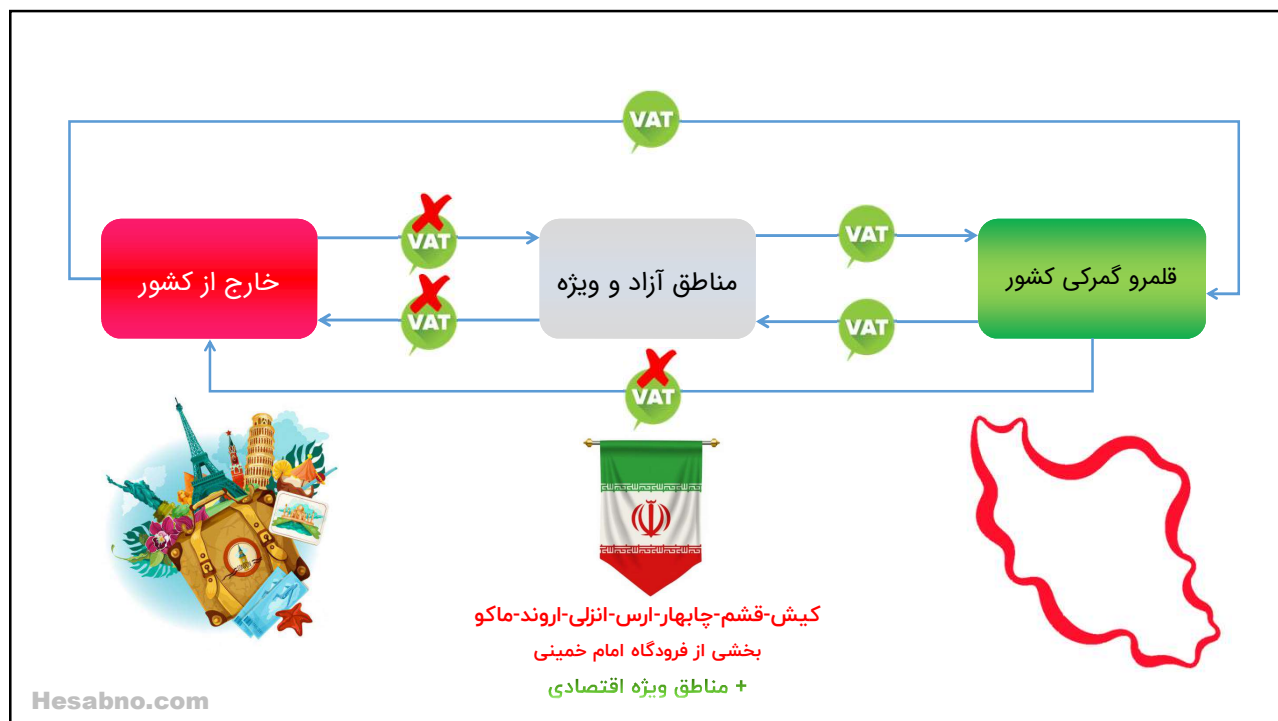 VAT
VAT
VAT
VAT
VAT
خارج از کشور
مناطق آزاد و ویژه
قلمرو گمرکی کشور
VAT
VAT
کیش-قشم-چابهار-ارس-انزلی-اروند-ماکو
بخشی از فرودگاه امام خمینی
+ مناطق ویژه اقتصادی
Hesabno.com